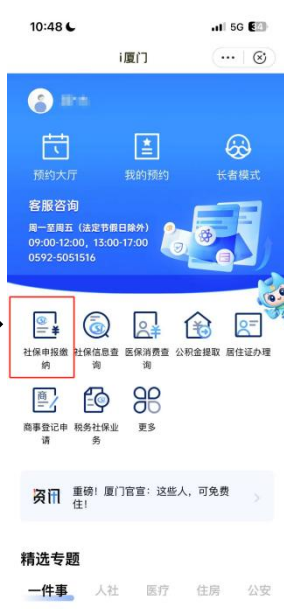 10:48
5G 34
i厦门
预约大厅
我的预约
长者模式
客服咨询
周一至周五（法定节假日除外）
09:00-12:00，13:00-17:00
0592-5051516
社保申报缴
纳
社保信息查
询
医保消费查
询
公积金提取
居住证办理
商事登记申
请
税务社保业
务
更多
资讯
重磅！厦门官宣：这些人，可免费
住！
精选专题
一件事
人社
医疗
住房
公安